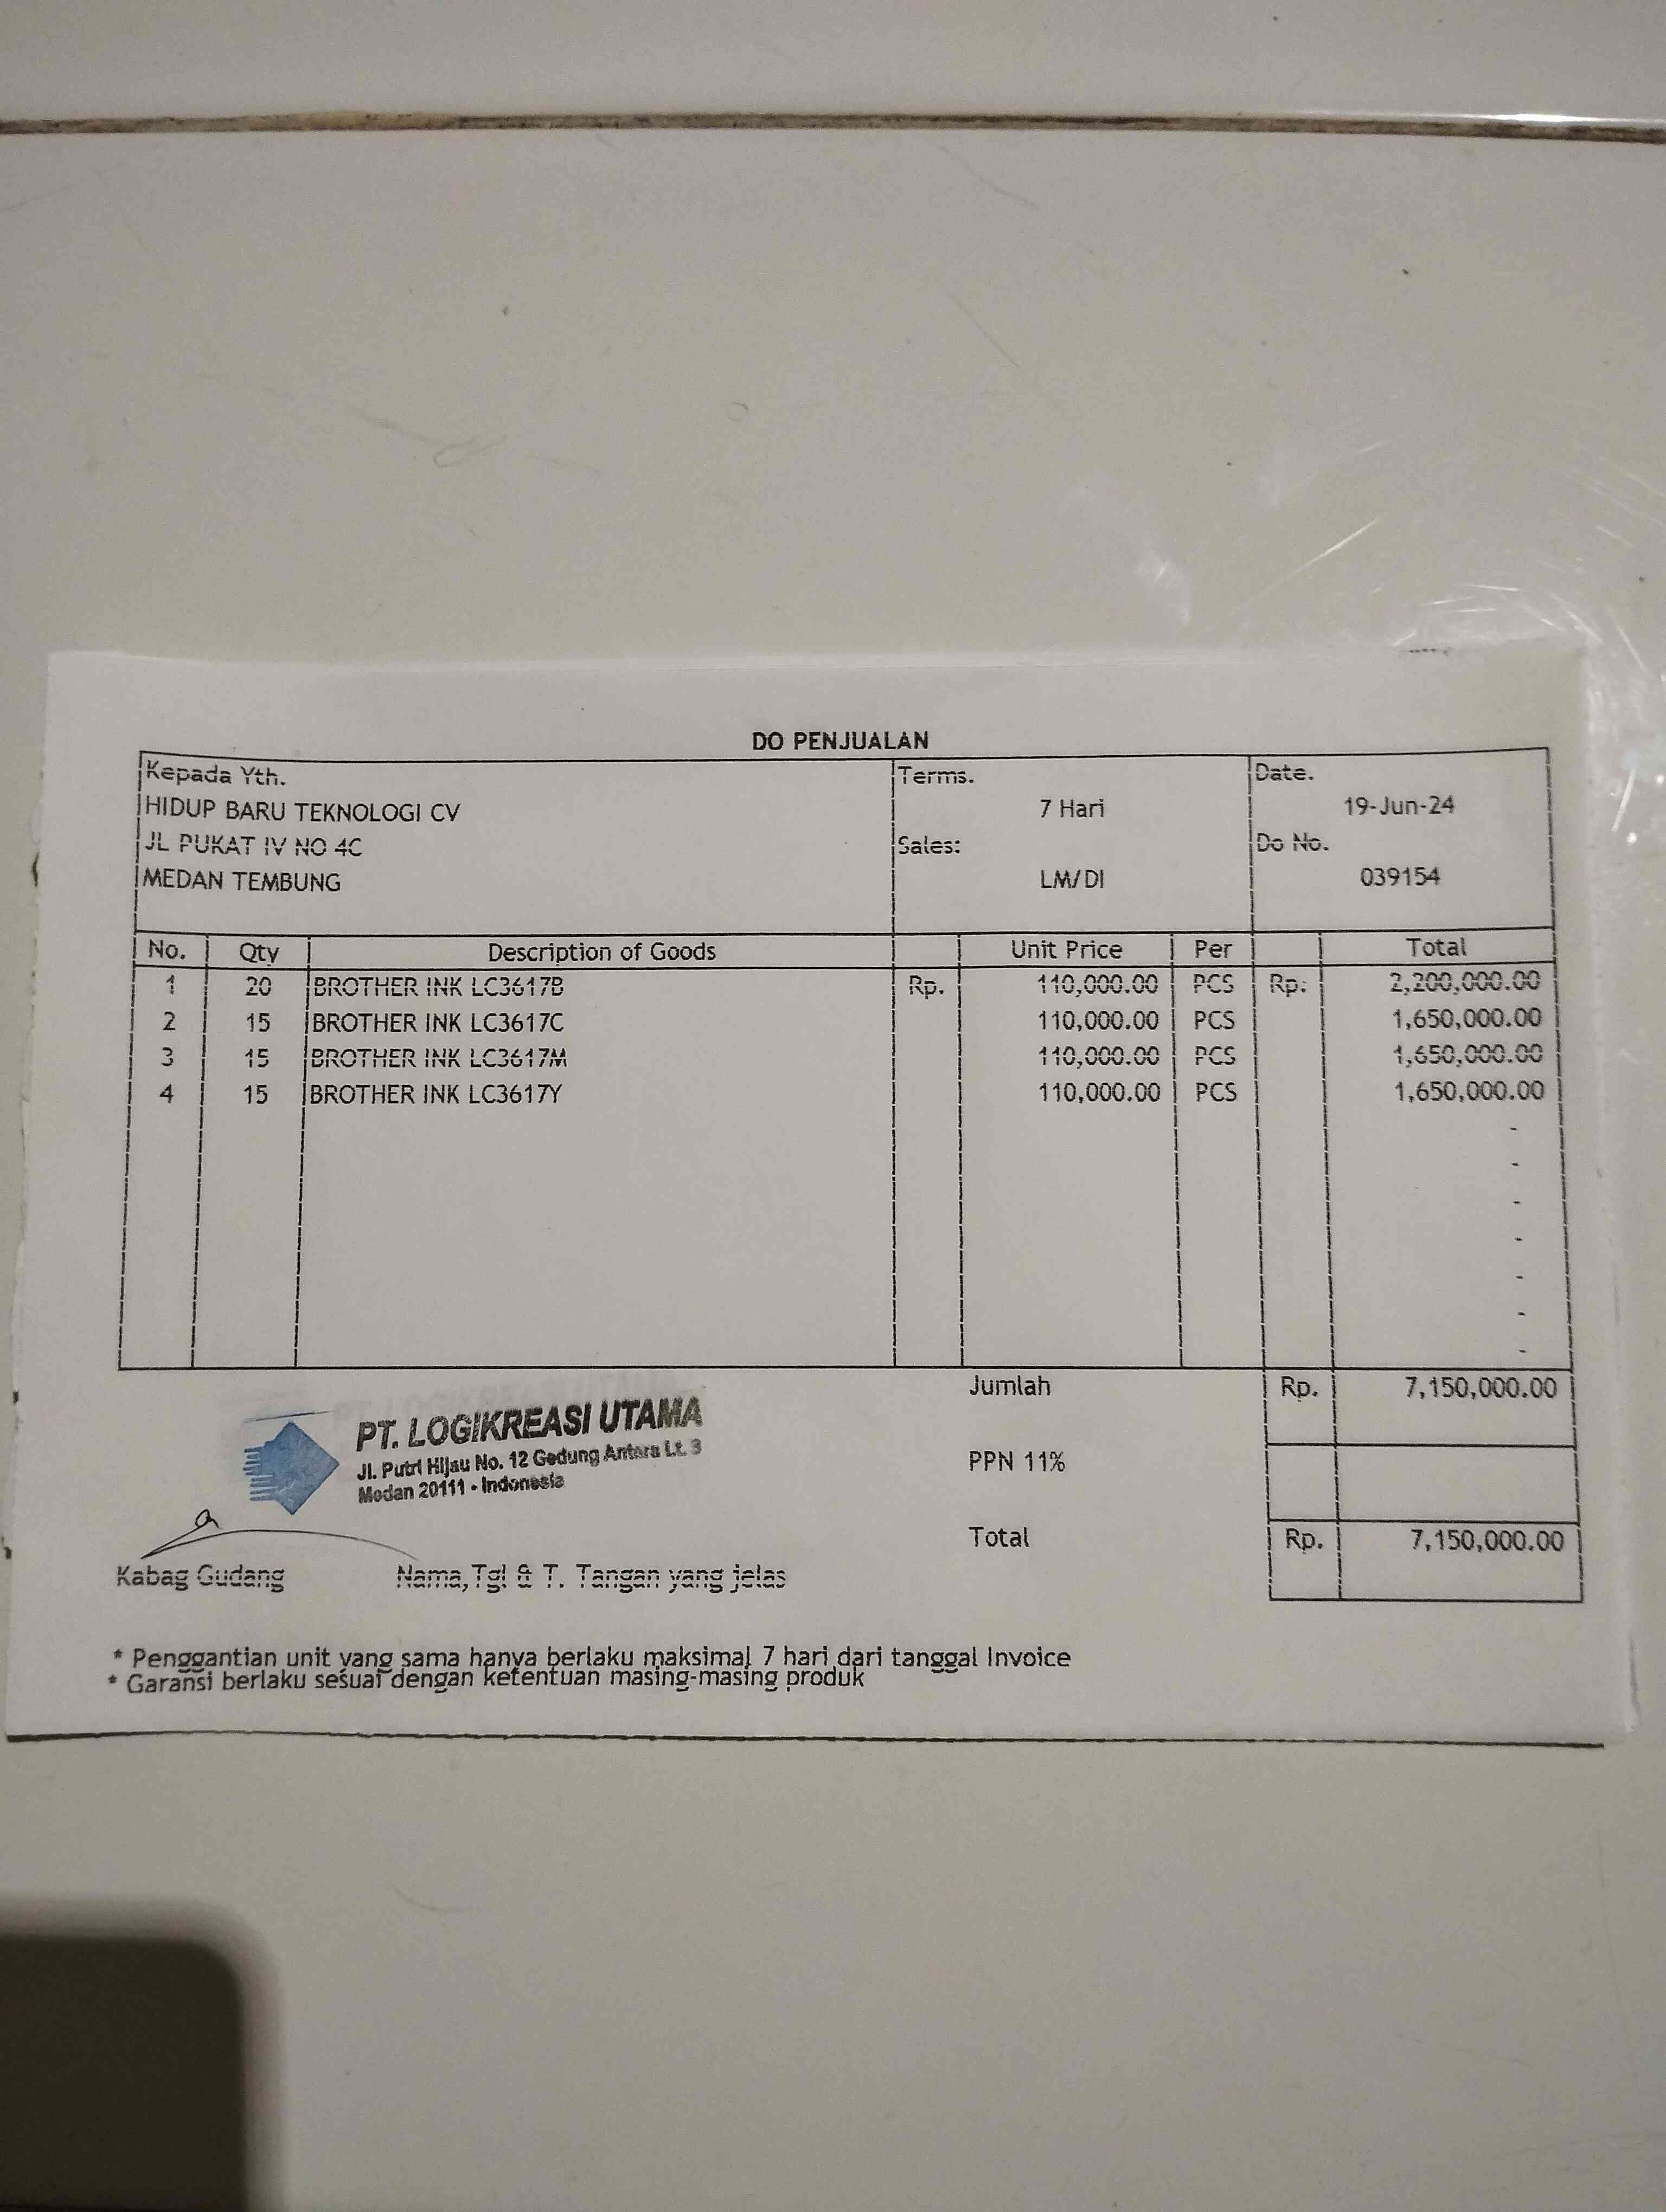 DO PENJUALAN
Kepada Yth. Terms. Date.
HIDUP BARU TEKNOLOGI CV 7 Hari 19-Jun-24
JL PUKAT IV NO 4C Sales: Do No.
MEDAN TEMBUNG LM/DI 039154
No. Qty Description of Goods Unit Price Per Total
1 20 BROTHER INK LC3617B Rp. 110,000.00 PCS Rp. 2,200,000.00
2 15 BROTHER INK LC3617C 110,000.00 PCS 1,650,000.00
3 15 BROTHER INK LC3617M 110,000.00 PCS 1,650,000.00
4 15 BROTHER INK LC3617Y 110,000.00 PCS 1,650,000.00
-
-
-
-
-
-
-
Jumlah Rp. 7,150,000.00
PT. LOGIKREASI UTAMA
Jl. Putri Hijau No. 12 Gedung Antara Lt. 3
Medan 20111 - Indonesia
PPN 11%
Total Rp. 7,150,000.00
Kabag Gudang Nama,Tgl & T. Tangan yang jelas
* Penggantian unit yang sama hanya berlaku maksimal 7 hari dari tanggal Invoice
* Garansi berlaku sesuai dengan ketentuan masing-masing produk